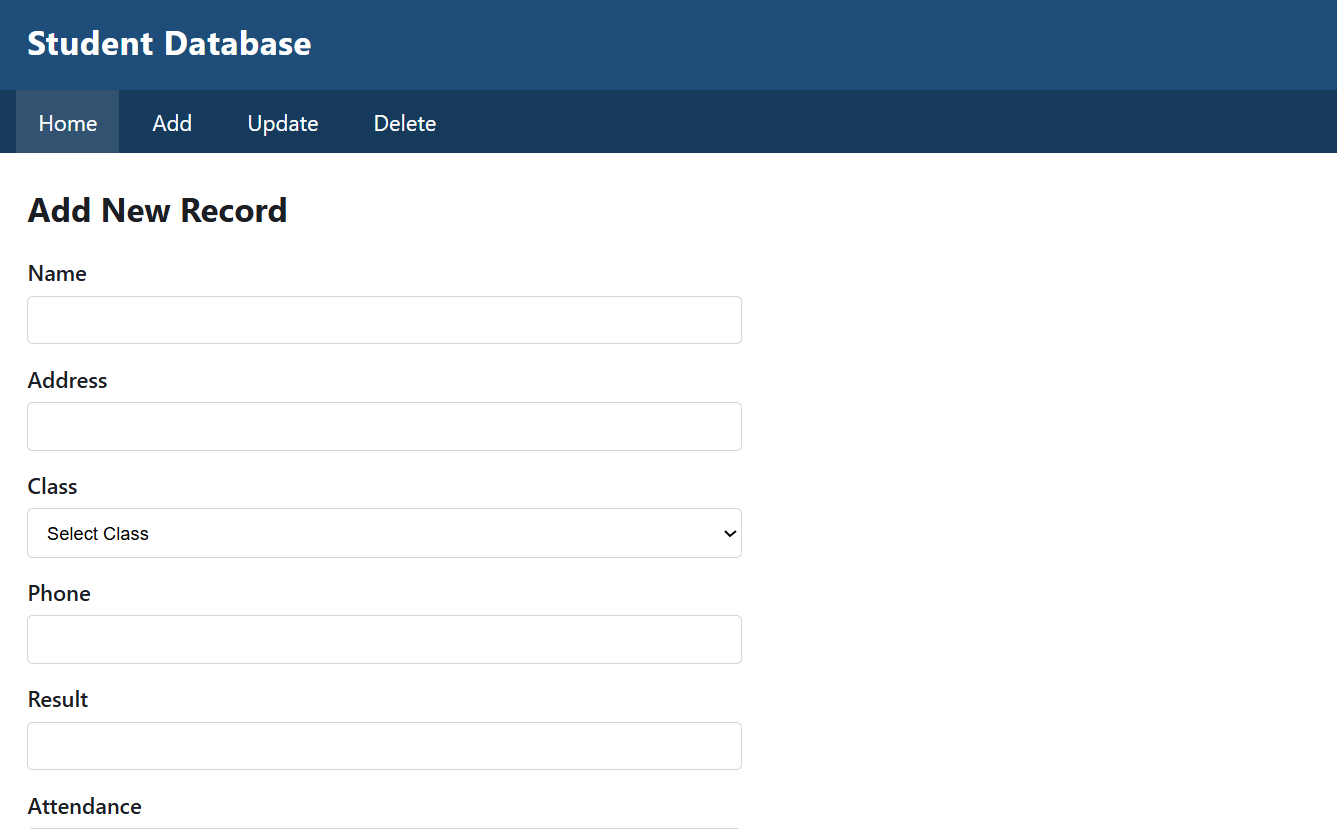 Student Database
Home Add Update Delete
Add New Record
Name
Address
Class
Select Class
Phone
Result
Attendance